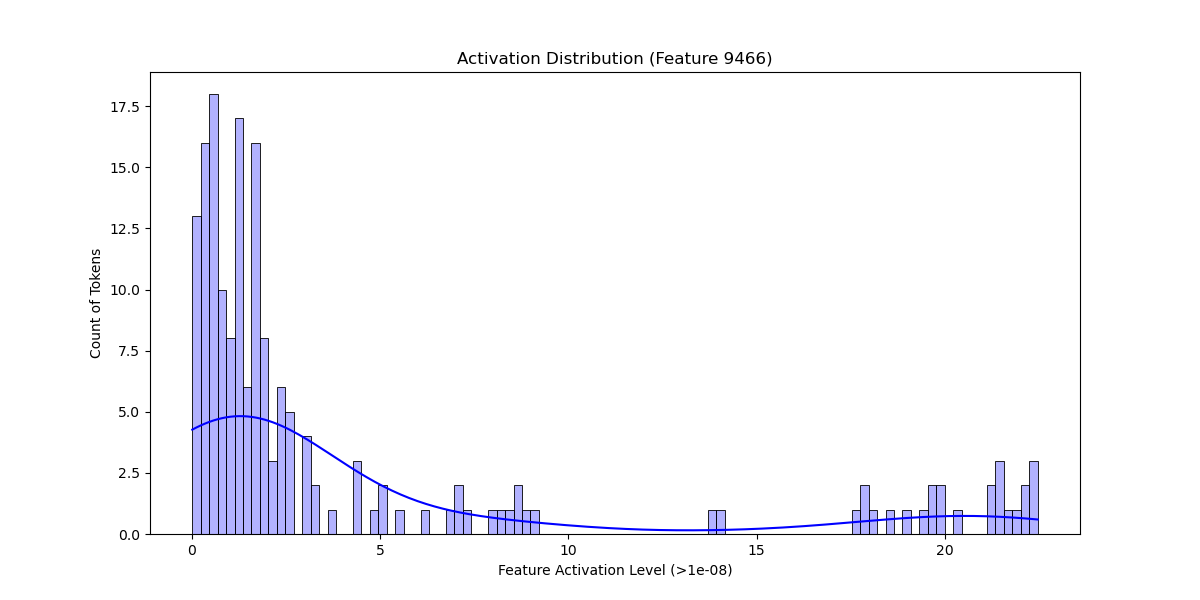 Activation Distribution (Feature 9466)
17.5
15.0
12.5
10.0
7.5
5.0
2.5
0.0
Count of Tokens
0 5 10 15 20
Feature Activation Level (>1e-08)